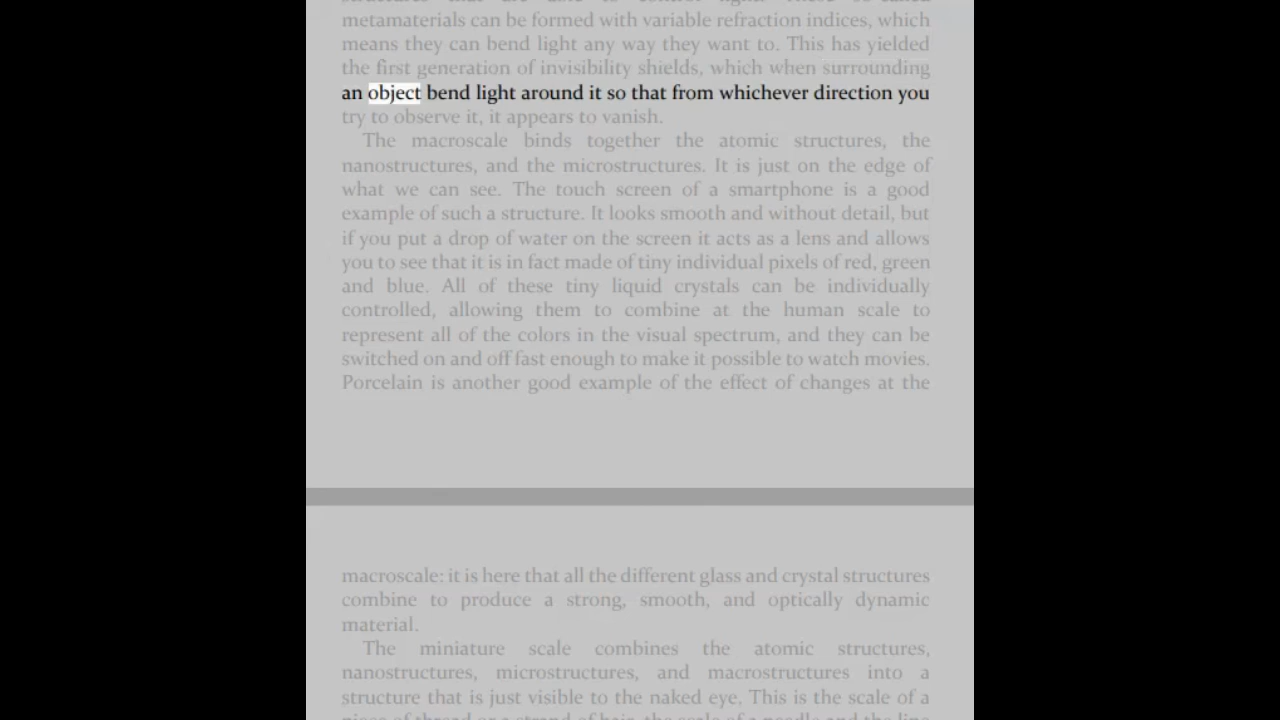 metamaterials can be formed with variable refraction indices, which
means they can bend light any way they want to. This has yielded
the first generation of invisibility shields, which when surrounding
an object bend light around it so that from whichever direction you
try to observe it, it appears to vanish.
The macroscale binds together the atomic structures, the
nanostructures, and the microstructures. It is just on the edge of
what we can see. The touch screen of a smartphone is a good
example of such a structure. It looks smooth and without detail, but
if you put a drop of water on the screen it acts as a lens and allows
you to see that it is in fact made of tiny individual pixels of red, green
and blue. All of these tiny liquid crystals can be individually
controlled, allowing them to combine at the human scale to
represent all of the colors in the visual spectrum, and they can be
switched on and off fast enough to make it possible to watch movies.
Porcelain is another good example of the effect of changes at the
macroscale: it is here that all the different glass and crystal structures
combine to produce a strong, smooth, and optically dynamic
material.
The miniature scale combines the atomic structures,
nanostructures, microstructures, and macrostructures into a
structure that is just visible to the naked eye. This is the scale of a